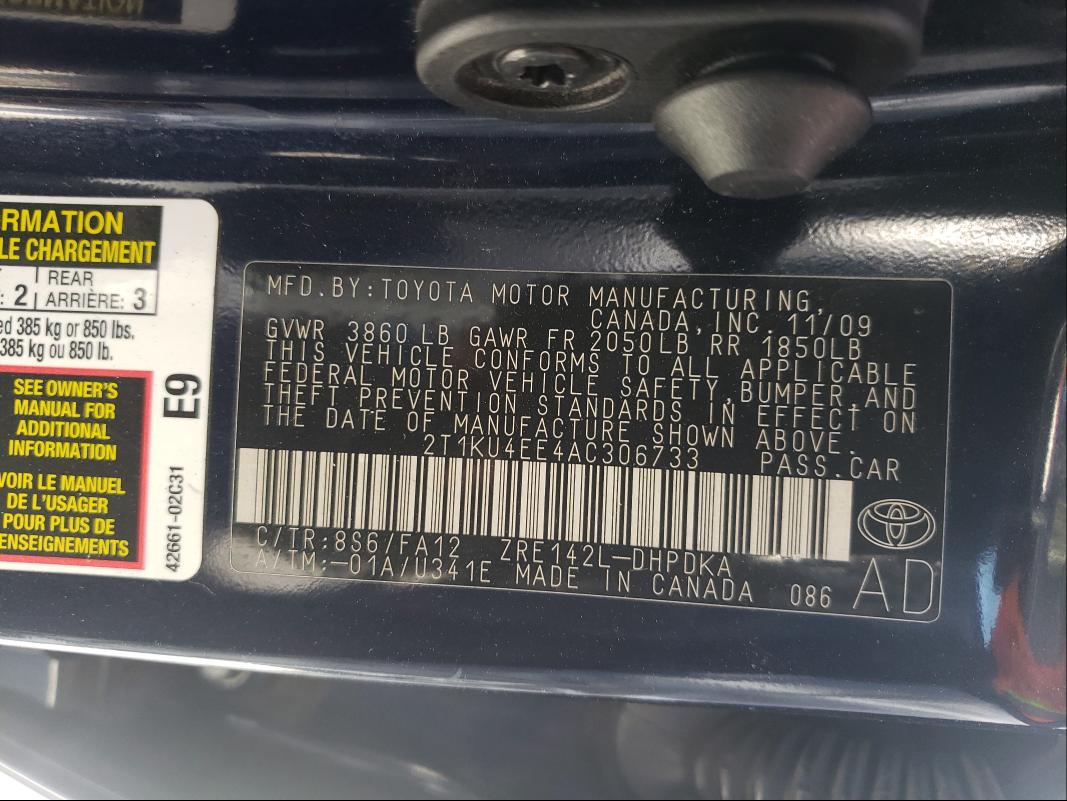 RMATION
LE CHARGEMENT
: 2 REAR
ARRIÈRE: 3
ed 385 kg or 850 lbs.
385 kg ou 850 lb.
SEE OWNER'S
MANUAL FOR
ADDITIONAL
INFORMATION
VOIR LE MANUEL
DE L'USAGER
POUR PLUS DE
ENSEIGNEMENTS
E9
42661-02C31
MFD.BY:TOYOTA MOTOR MANUFACTURING,
CANADA,INC. 11/09
GVWR 3860 LB GAWR FR 2050LB RR 1850LB
THIS VEHICLE CONFORMS TO ALL APPLICABLE
FEDERAL MOTOR VEHICLE SAFETY,BUMPER AND
THEFT PREVENTION STANDARDS IN EFFECT ON
THE DATE OF MANUFACTURE SHOWN ABOVE.
2T1KU4EE4AC306733 PASS.CAR
C/TR:8S6/FA12 ZRE142L-DHPDKA
A/TM:-01A/U341E MADE IN CANADA 086 AD